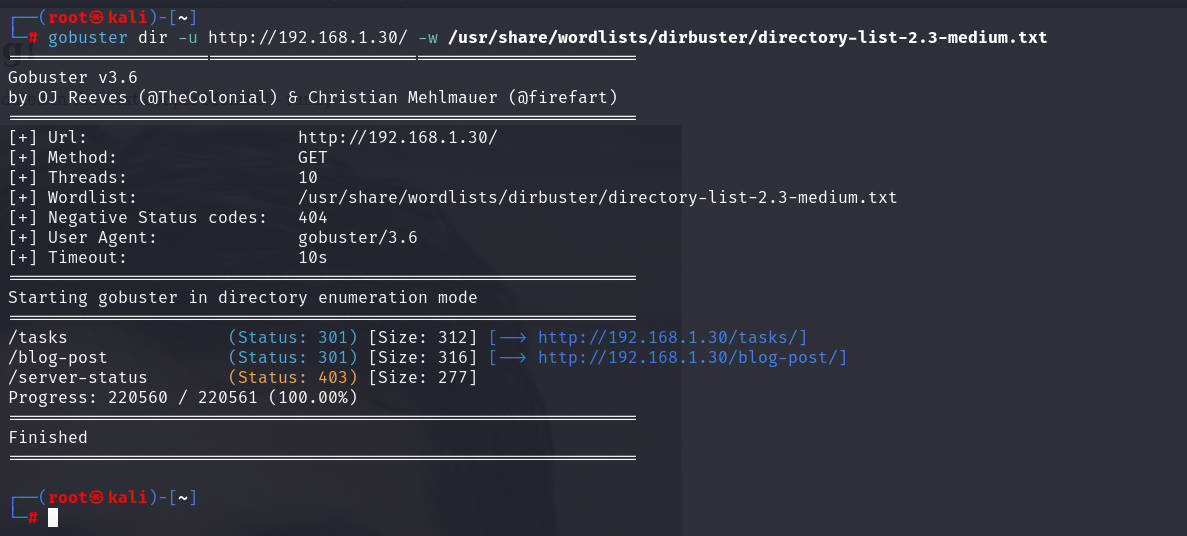 ┌──(root㉿kali)-[~]
└─# gobuster dir -u http://192.168.1.30/ -w /usr/share/wordlists/dirbuster/directory-list-2.3-medium.txt
===============================================================
Gobuster v3.6
by OJ Reeves (@TheColonial) & Christian Mehlmauer (@firefart)
===============================================================
[+] Url:                     http://192.168.1.30/
[+] Method:                  GET
[+] Threads:                 10
[+] Wordlist:                /usr/share/wordlists/dirbuster/directory-list-2.3-medium.txt
[+] Negative Status codes:   404
[+] User Agent:              gobuster/3.6
[+] Timeout:                 10s
===============================================================
Starting gobuster in directory enumeration mode
===============================================================
/tasks                (Status: 301) [Size: 312] [--> http://192.168.1.30/tasks/]
/blog-post            (Status: 301) [Size: 316] [--> http://192.168.1.30/blog-post/]
/server-status        (Status: 403) [Size: 277]
Progress: 220560 / 220561 (100.00%)
===============================================================
Finished
===============================================================
┌──(root㉿kali)-[~]
└─#